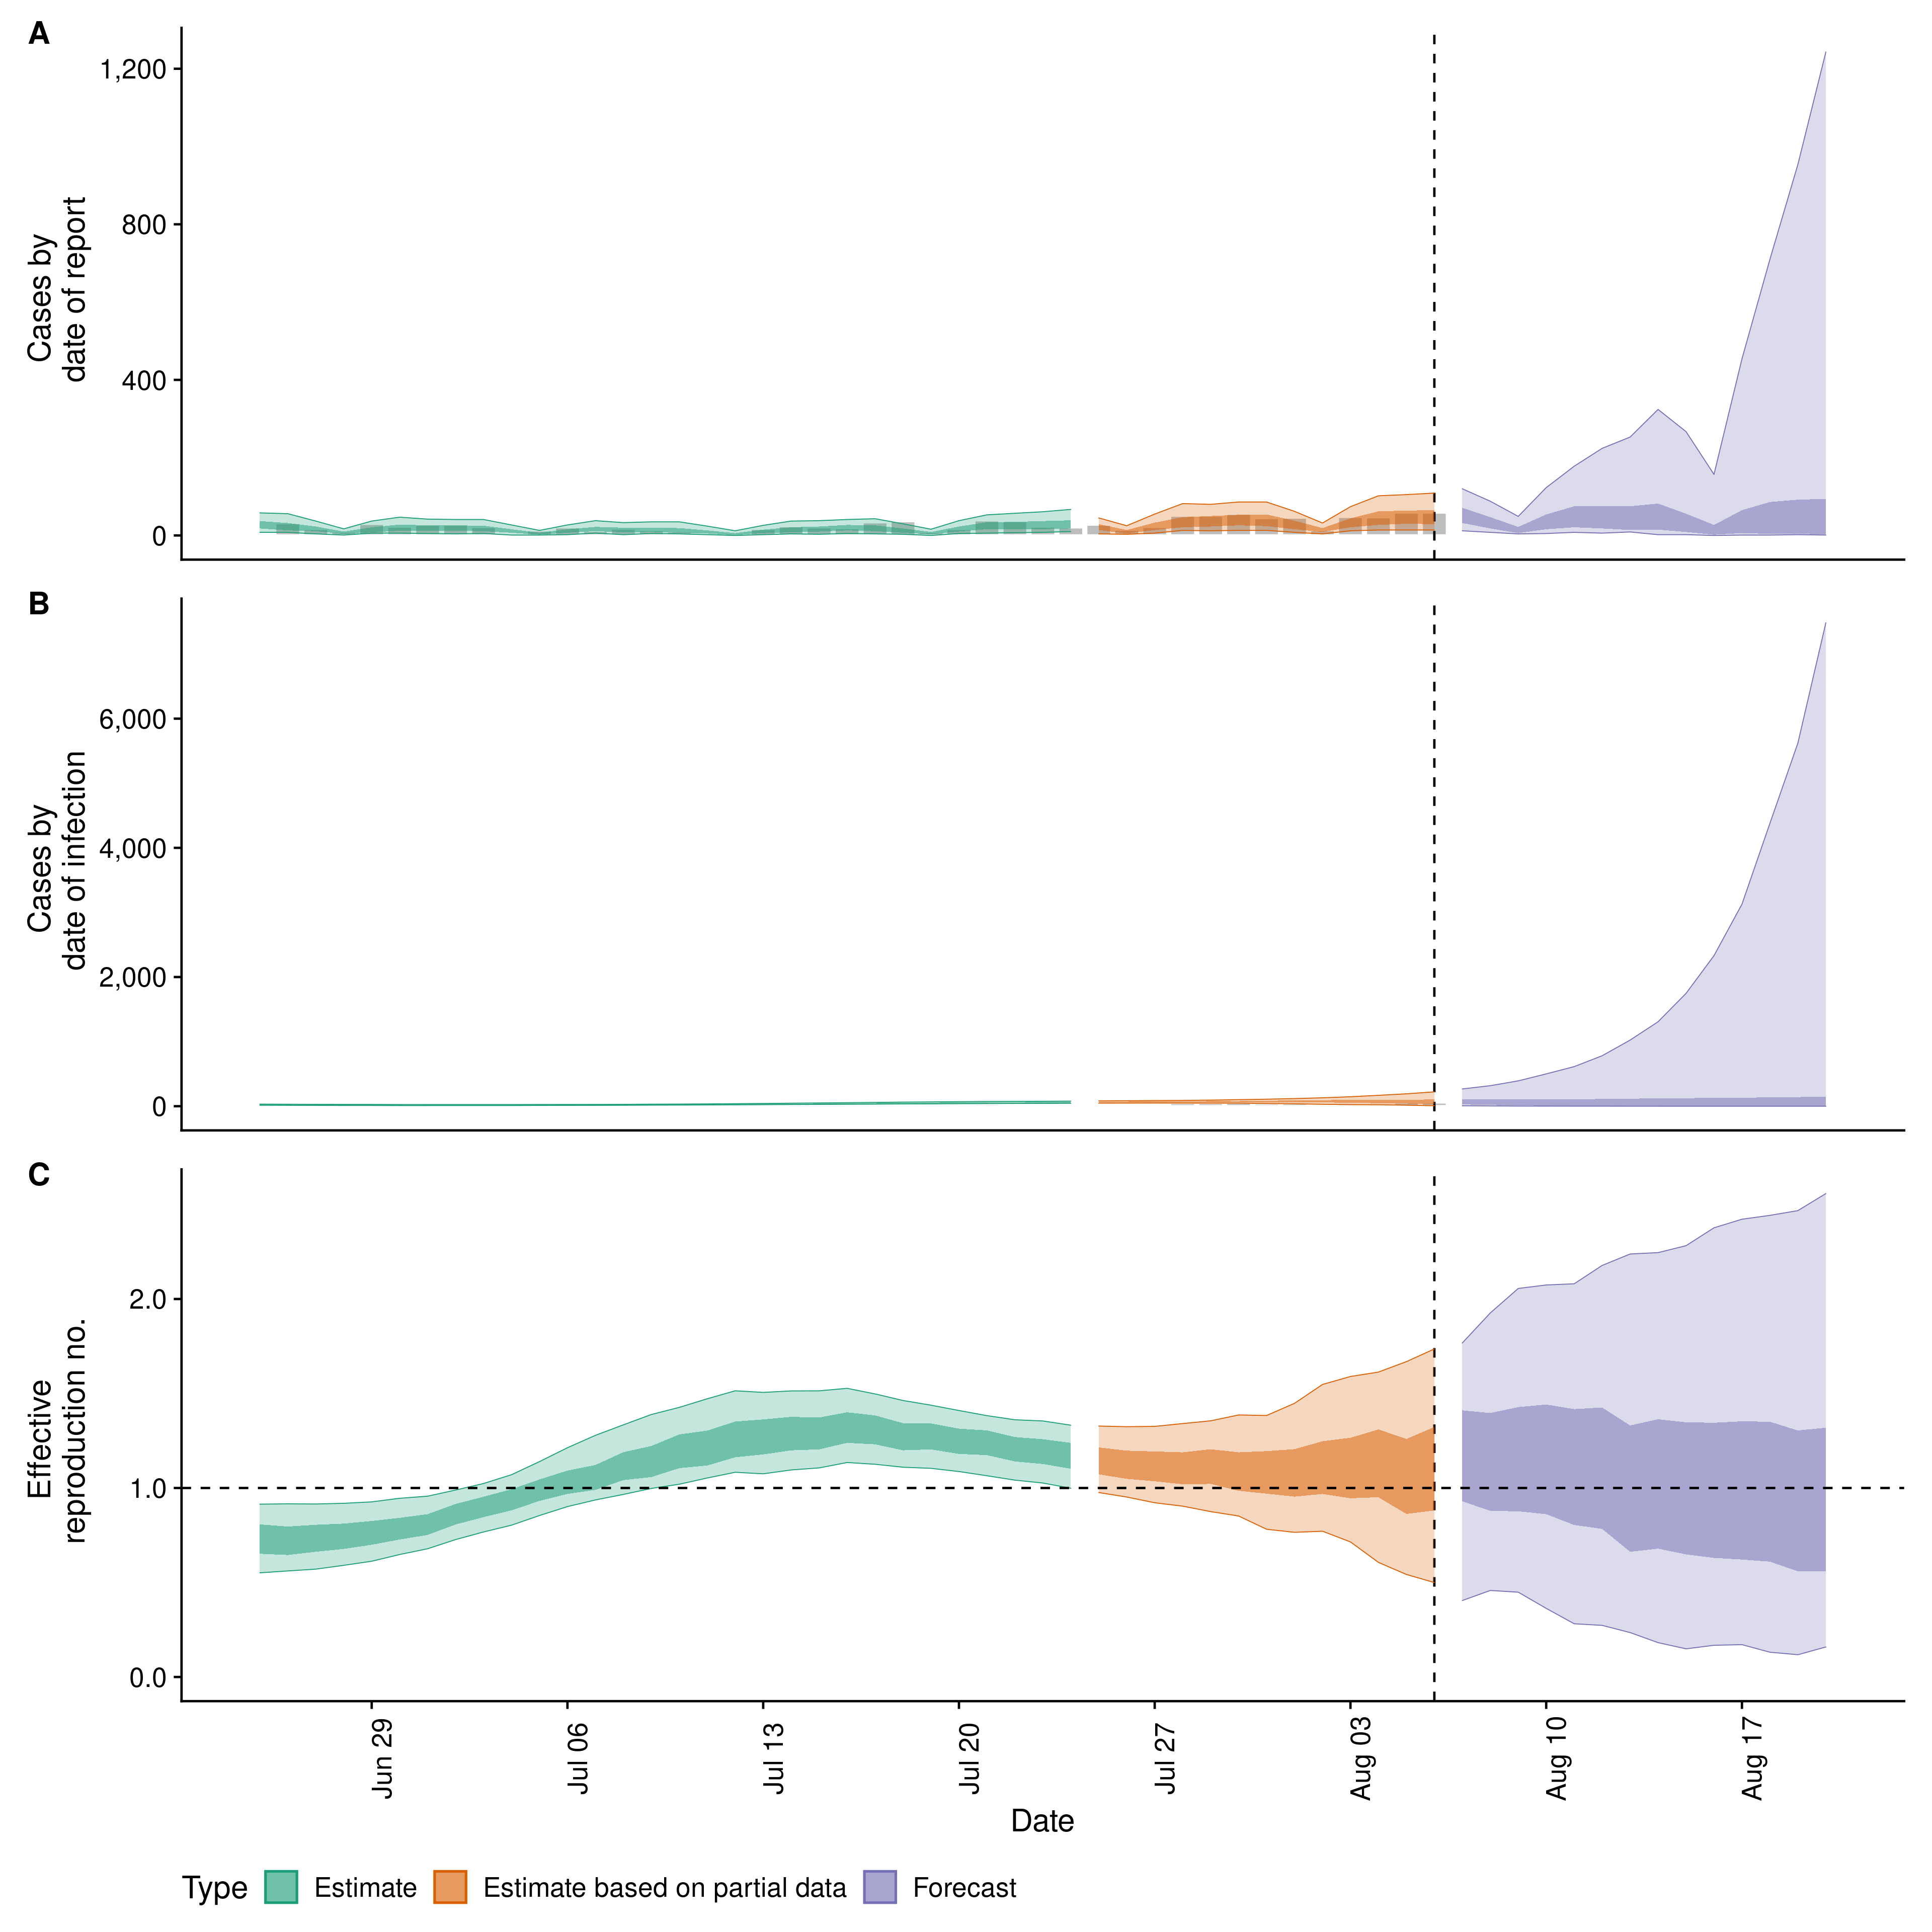 A
Cases by
date of report
1,200
800
400
0
B
Cases by
date of infection
6,000
4,000
2,000
0
C
Effective
reproduction no.
2.0
1.0
0.0
Jun 29
Jul 06
Jul 13
Jul 20
Jul 27
Aug 03
Aug 10
Aug 17
Date
Type Estimate Estimate based on partial data Forecast